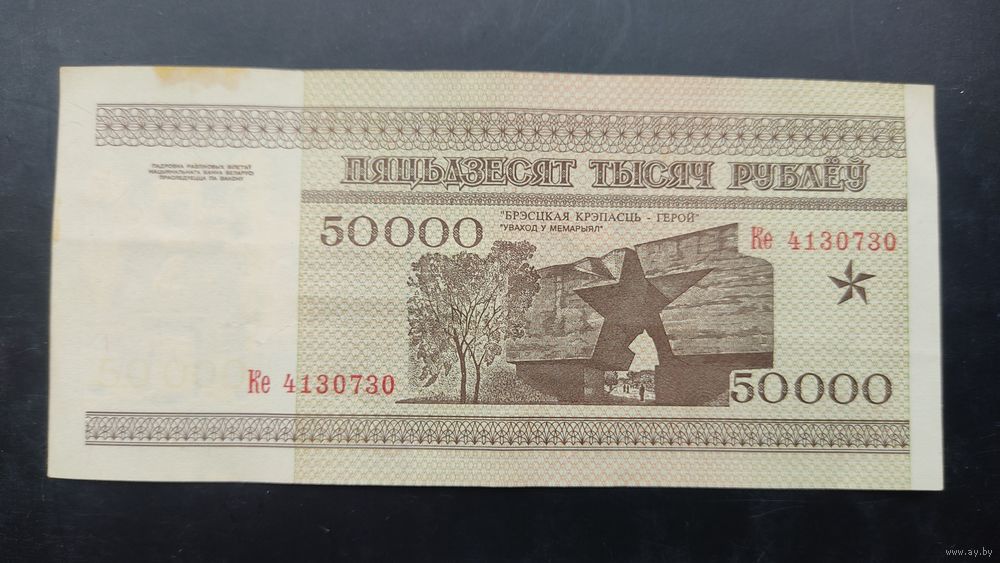 ПАДРОБКА РАЗЛІКОВЫХ БІЛЕТАЎ
НАЦЫЯНАЛЬНАГА БАНКА БЕЛАРУСІ
ПРАСЛЕДУЕЦЦА ПА ЗАКОНУ
ПЯЦЬДЗЕСЯТ ТЫСЯЧ РУБЛЁЎ
50000
"БРЭСЦКАЯ КРЭПАСЦЬ - ГЕРОЙ"
"УВАХОД У МЕМАРЫЯЛ"
Ке 4130730
Ке 4130730
50000
www.ay.by